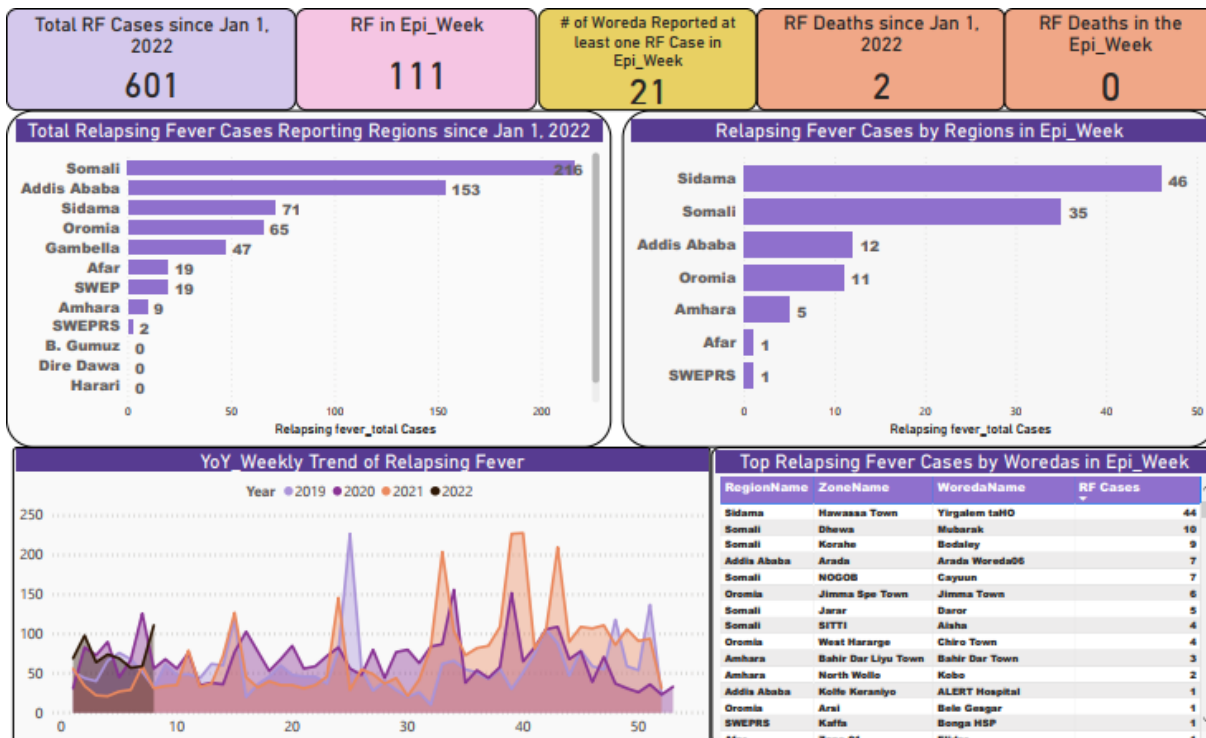 Total RF Cases since Jan 1,
2022
601
RF in Epi_Week
111
# of Woreda Reported at
least one RF Case in
Epi_Week
21
RF Deaths since Jan 1,
2022
2
RF Deaths in the
Epi_Week
0
Total Relapsing Fever Cases Reporting Regions since Jan 1, 2022
Somali 216
Addis Ababa 153
Sidama 71
Oromia 65
Gambella 47
Afar 19
SWEP 19
Amhara 9
SWEPRS 2
B. Gumuz 0
Dire Dawa 0
Harari 0
0 50 100 150 200
Relapsing fever_total Cases
Relapsing Fever Cases by Regions in Epi_Week
Sidama 46
Somali 35
Addis Ababa 12
Oromia 11
Amhara 5
Afar 1
SWEPRS 1
0 10 20 30 40 50
Relapsing fever_total Cases
YoY_Weekly Trend of Relapsing Fever
Year 2019 2020 2021 2022
250
200
150
100
50
0
0 10 20 30 40 50
Top Relapsing Fever Cases by Woredas in Epi_Week
RegionName ZoneName WoredaName RF Cases
Sidama Hawassa Town Yirgalem taHO 44
Somali Dhewa Mubarak 10
Somali Korahe Bodaley 9
Addis Ababa Arada Arada Woreda06 7
Somali NOGOB Cayuun 7
Oromia Jimma Spe Town Jimma Town 6
Somali Jarar Daror 5
Somali SITTI Aisha 4
Oromia West Hararge Chiro Town 4
Amhara Bahir Dar Liyu Town Bahir Dar Town 3
Amhara North Wollo Kobo 2
Addis Ababa Kolfe Keraniyo ALERT Hospital 1
Oromia Arsi Bele Gesgar 1
SWEPRS Kaffa Bonga HSP 1